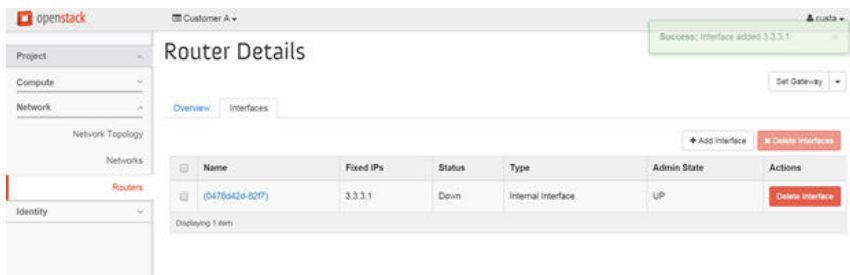 openstack
Customer A
custa
Success: Interface added 3.3.3.1
Project
Router Details
Compute
Set Gateway
Network
Overview
Interfaces
Network Topology
+ Add Interface
✖ Delete Interfaces
Networks
Name Fixed IPs Status Type Admin State Actions
Routers
(0478d42d-82f7) 3.3.3.1 Down Internal Interface UP Delete Interface
Identity
Displaying 1 item